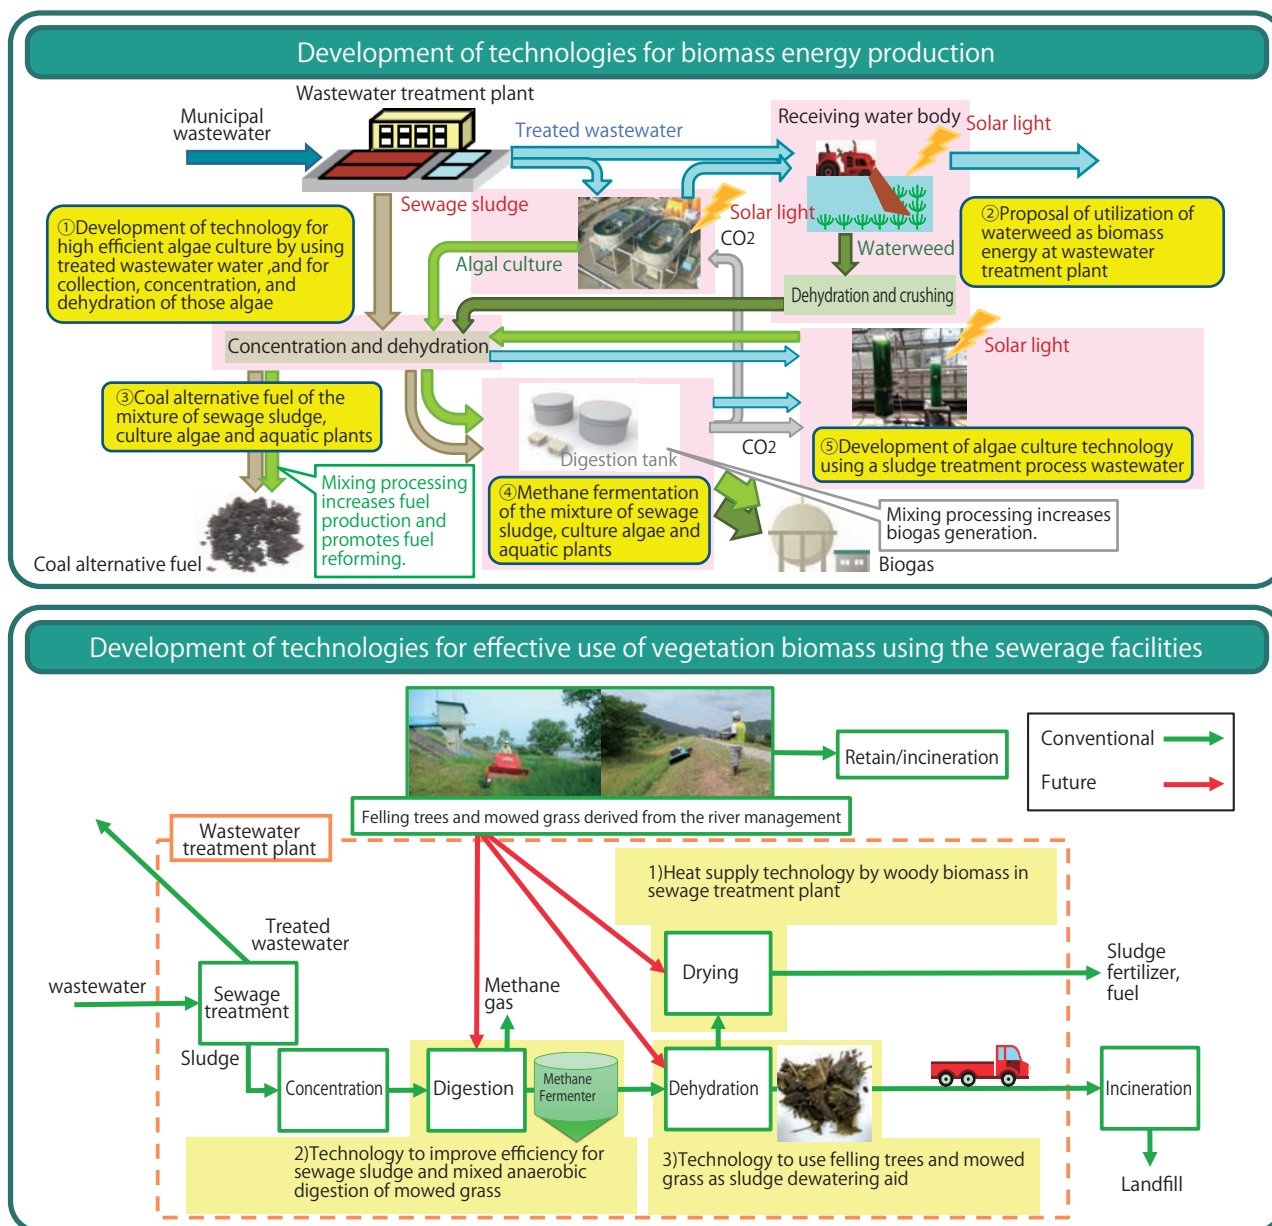 Development of technologies for biomass energy production
Wastewater treatment plant
Municipal
wastewater
Treated wastewater
Receiving water body
Solar light
Sewage sludge
Solar light
CO2
①Development of technology for
high efficient algae culture by using
treated wastewater water ,and for
collection, concentration, and
dehydration of those algae
Algal culture
Waterweed
②Proposal of utilization of
waterweed as biomass
energy at wastewater
treatment plant
Dehydration and crushing
Concentration and dehydration
Solar light
③Coal alternative fuel of the
mixture of sewage sludge,
culture algae and aquatic plants
Digestion tank
CO2
⑤Development of algae culture technology
using a sludge treatment process wastewater
Mixing processing
increases fuel
production and
promotes fuel
reforming.
④Methane fermentation
of the mixture of sewage
sludge, culture algae and
aquatic plants
Mixing processing increases
biogas generation.
Coal alternative fuel
Biogas
Development of technologies for effective use of vegetation biomass using the sewerage facilities
Retain/incineration
Conventional
Future
Felling trees and mowed grass derived from the river management
Wastewater
treatment plant
1)Heat supply technology by woody biomass in
sewage treatment plant
Treated
wastewater
wastewater
Sewage
treatment
Methane
gas
Drying
Sludge
fertilizer,
fuel
Sludge
Concentration
Digestion
Methane
Fermenter
Dehydration
Incineration
2)Technology to improve efficiency for
sewage sludge and mixed anaerobic
digestion of mowed grass
3)Technology to use felling trees and mowed
grass as sludge dewatering aid
Landfill